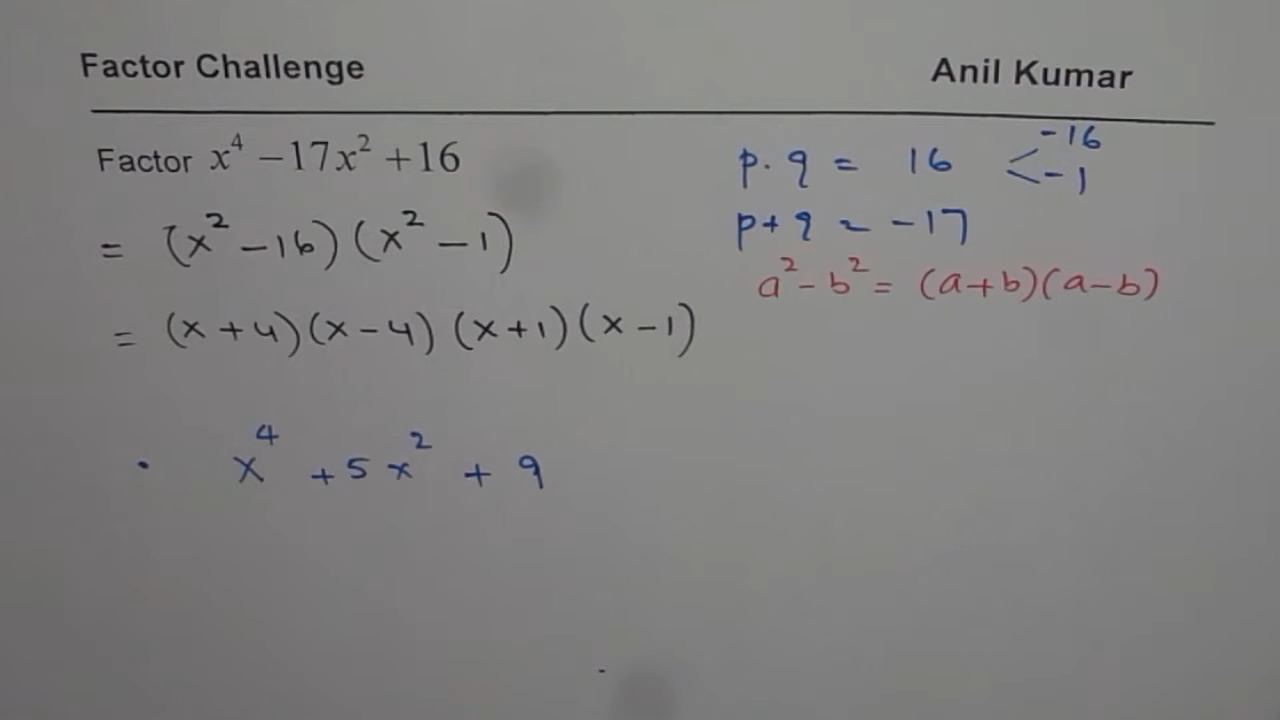 Factor Challenge
Anil Kumar
Factor x⁴ − 17x² + 16
= (x² − 16)(x² − 1)
= (x + 4)(x − 4)(x + 1)(x − 1)
p · q = 16 < −16
−1
p + q = −17
a² − b² = (a + b)(a − b)
· x⁴ + 5x² + 9